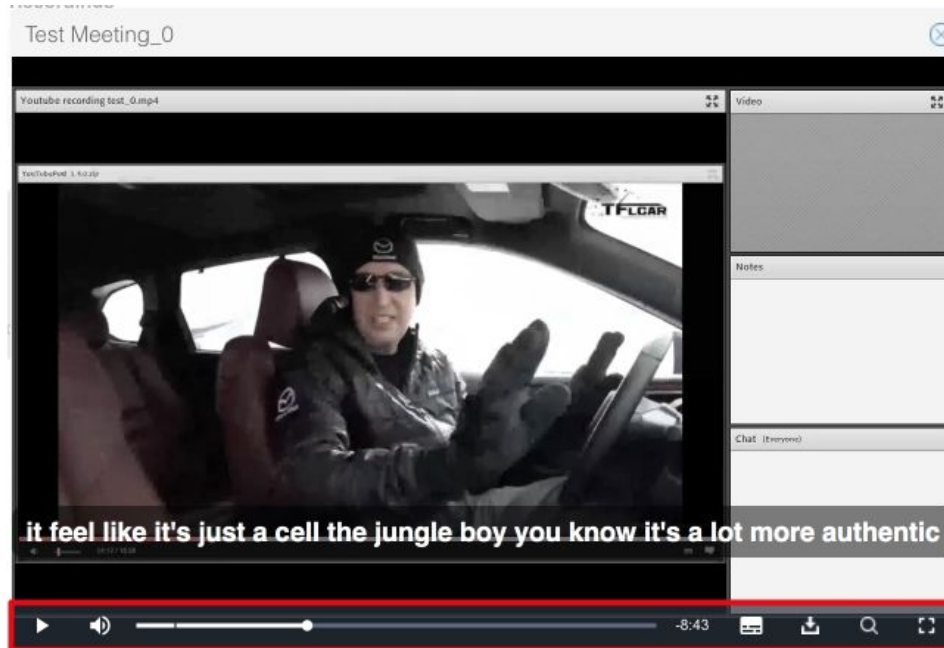 Test Meeting_0
Youtube recording test_0.mp4
Video
TFLCAR
Notes
Chat (Everyone)
it feel like it's just a cell the jungle boy you know it's a lot more authentic
-8:43